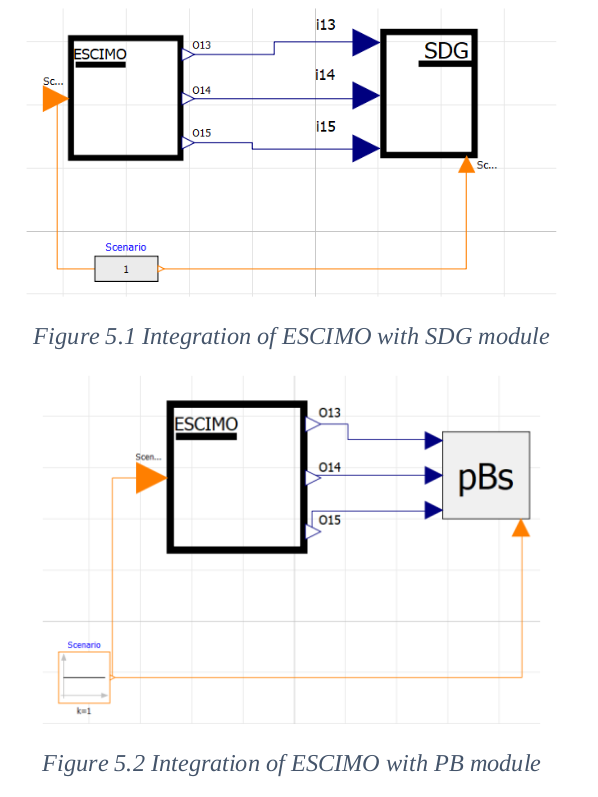 i13
ESCIMO
O13
SDG
Sc...
O14
i14
O15
i15
Sc...
Scenario
1
Figure 5.1 Integration of ESCIMO with SDG module
O13
ESCIMO
Scen...
O14
pBs
O15
Scenario
k=1
Figure 5.2 Integration of ESCIMO with PB module